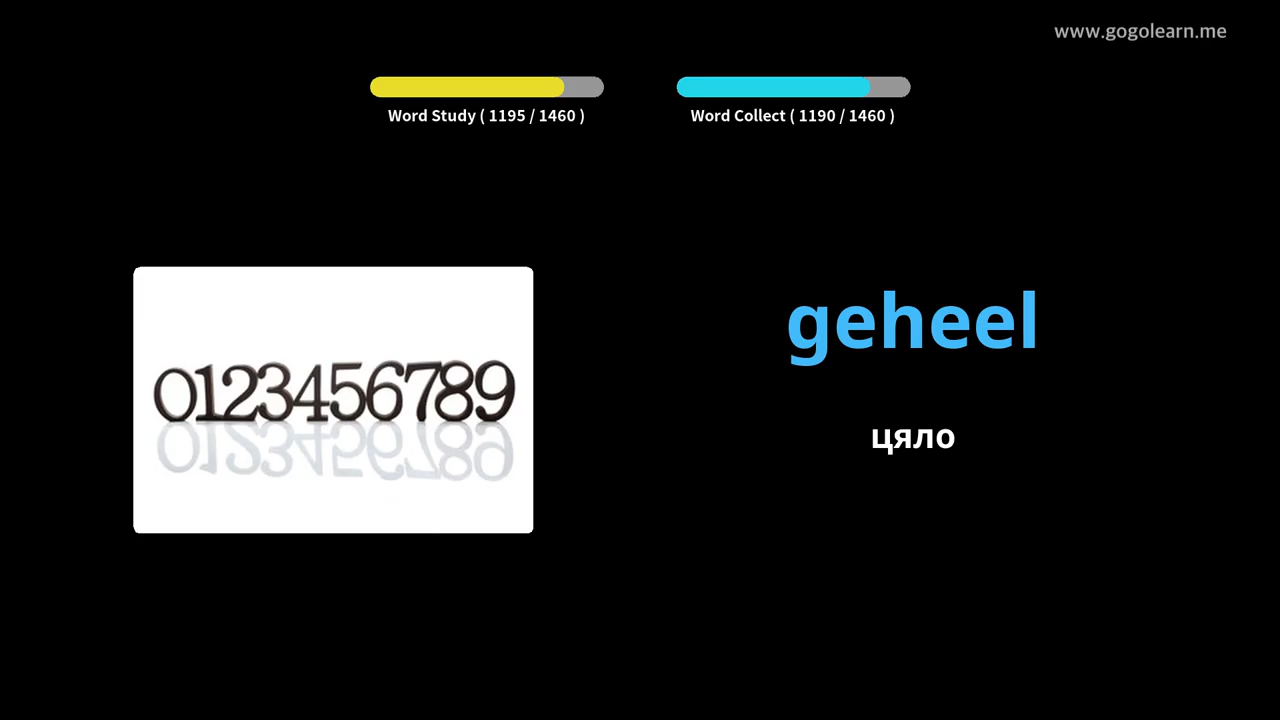 www.gogolearn.me
Word Study ( 1195 / 1460 )
Word Collect ( 1190 / 1460 )
0123456789
geheel
цяло